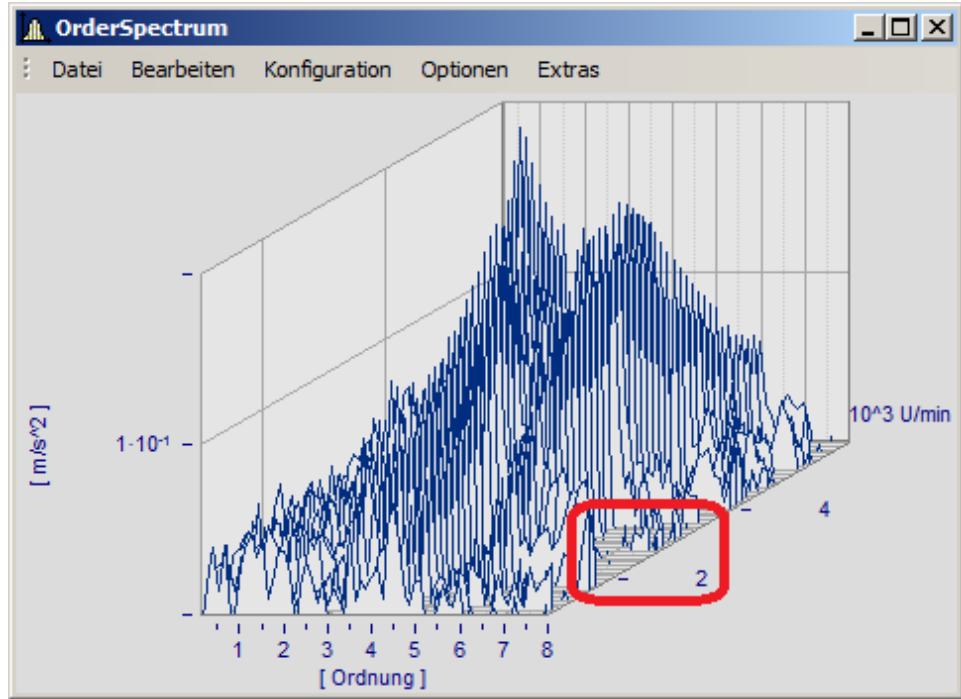 OrderSpectrum
Datei Bearbeiten Konfiguration Optionen Extras
[ m/s^2 ]
1·10⁻¹
10^3 U/min
4
2
1 2 3 4 5 6 7 8
[ Ordnung ]